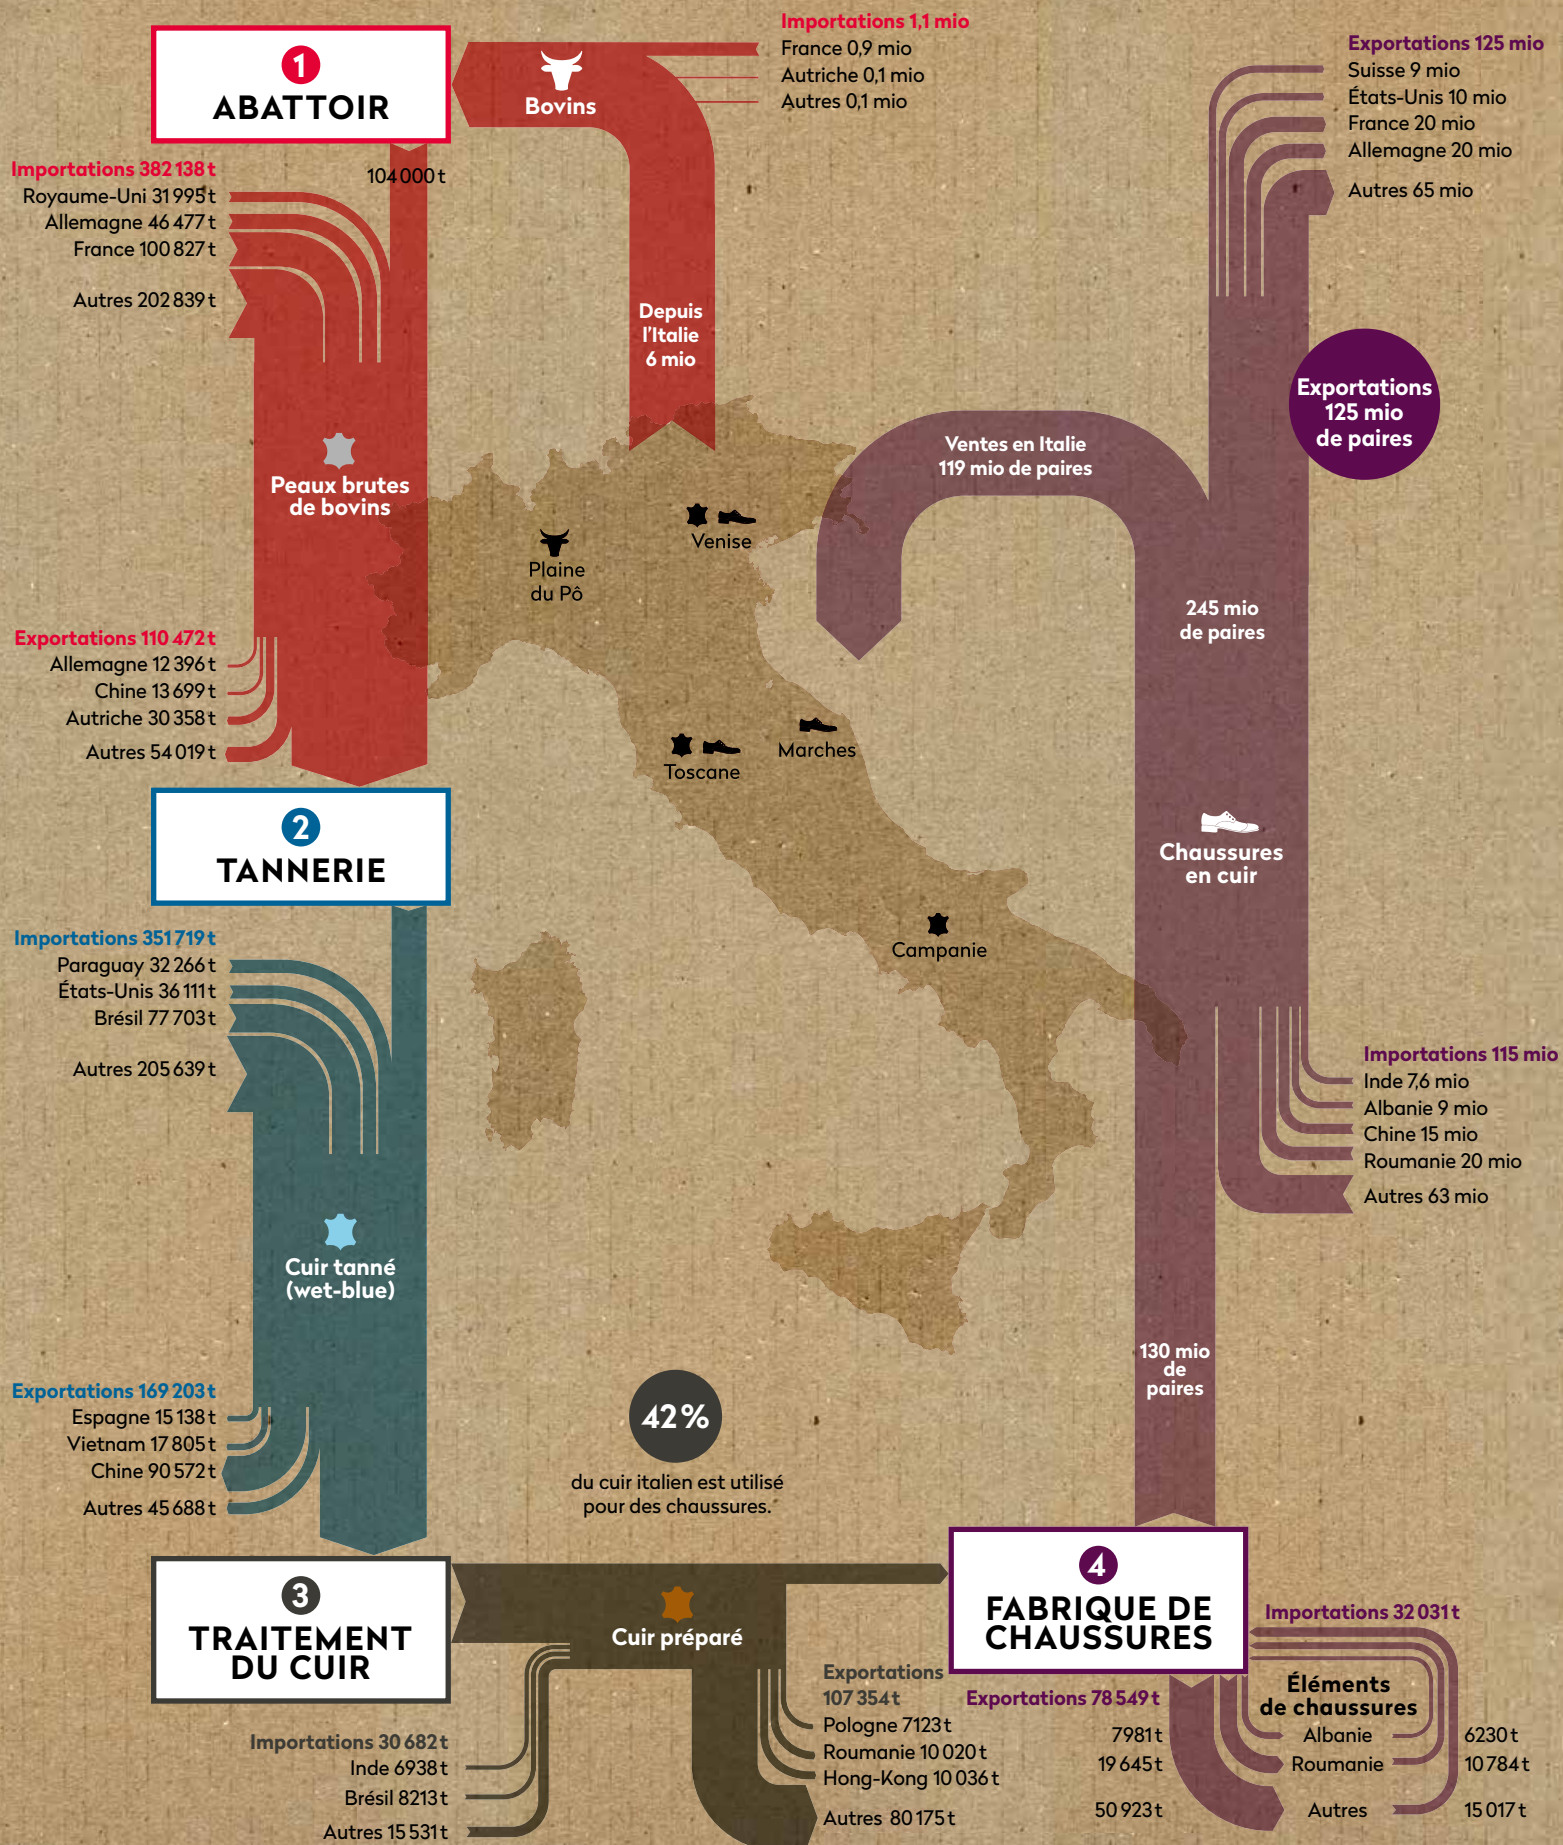 1
ABATTOIR
Bovins
Importations 1,1 mio
France 0,9 mio
Autriche 0,1 mio
Autres 0,1 mio
Depuis
l'Italie
6 mio
Importations 382 138 t
Royaume-Uni 31 995 t
Allemagne 46 477 t
France 100 827 t
Autres 202 839 t
104 000 t
Peaux brutes
de bovins
Exportations 110 472 t
Allemagne 12 396 t
Chine 13 699 t
Autriche 30 358 t
Autres 54 019 t
2
TANNERIE
Importations 351 719 t
Paraguay 32 266 t
États-Unis 36 111 t
Brésil 77 703 t
Autres 205 639 t
Cuir tanné
(wet-blue)
Exportations 169 203 t
Espagne 15 138 t
Vietnam 17 805 t
Chine 90 572 t
Autres 45 688 t
3
TRAITEMENT
DU CUIR
Cuir préparé
Importations 30 682 t
Inde 6938 t
Brésil 8213 t
Autres 15 531 t
Exportations
107 354 t
Pologne 7123 t
Roumanie 10 020 t
Hong-Kong 10 036 t
Autres 80 175 t
42 %
du cuir italien est utilisé
pour des chaussures.
Plaine
du Pô
Venise
Toscane
Marches
Campanie
4
FABRIQUE DE
CHAUSSURES
Importations 32 031 t
Exportations 78 549 t
Éléments
de chaussures
7981 t Albanie 6230 t
19 645 t Roumanie 10 784 t
50 923 t Autres 15 017 t
130 mio
de
paires
Importations 115 mio
Inde 7,6 mio
Albanie 9 mio
Chine 15 mio
Roumanie 20 mio
Autres 63 mio
Chaussures
en cuir
245 mio
de paires
Ventes en Italie
119 mio de paires
Exportations
125 mio
de paires
Exportations 125 mio
Suisse 9 mio
États-Unis 10 mio
France 20 mio
Allemagne 20 mio
Autres 65 mio